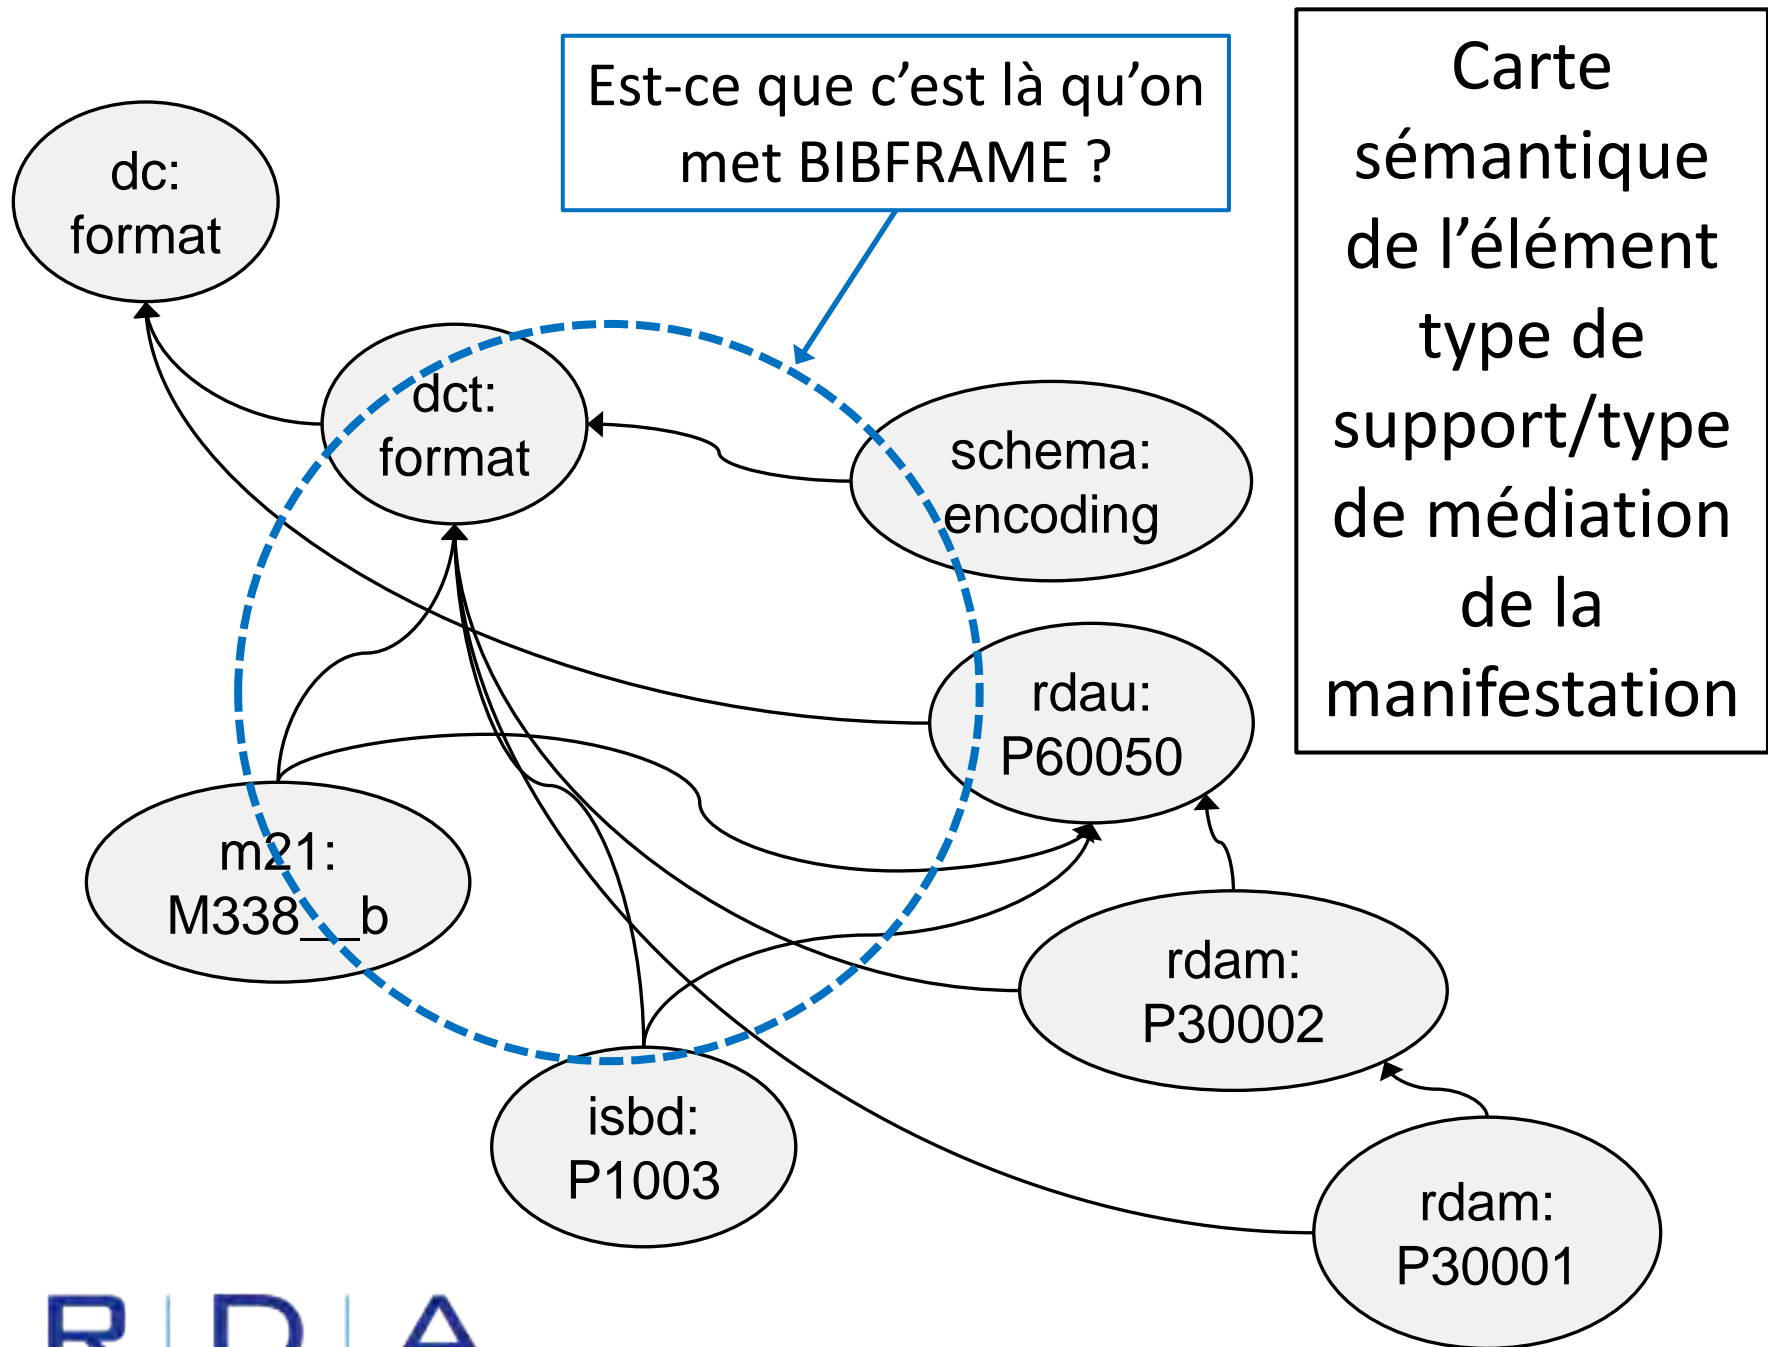 Est-ce que c’est là qu’on
met BIBFRAME ?
Carte
sémantique
de l’élément
type de
support/type
de médiation
de la
manifestation
dc:
format
dct:
format
schema:
encoding
rdau:
P60050
m21:
M338__b
rdam:
P30002
isbd:
P1003
rdam:
P30001
R|D|A